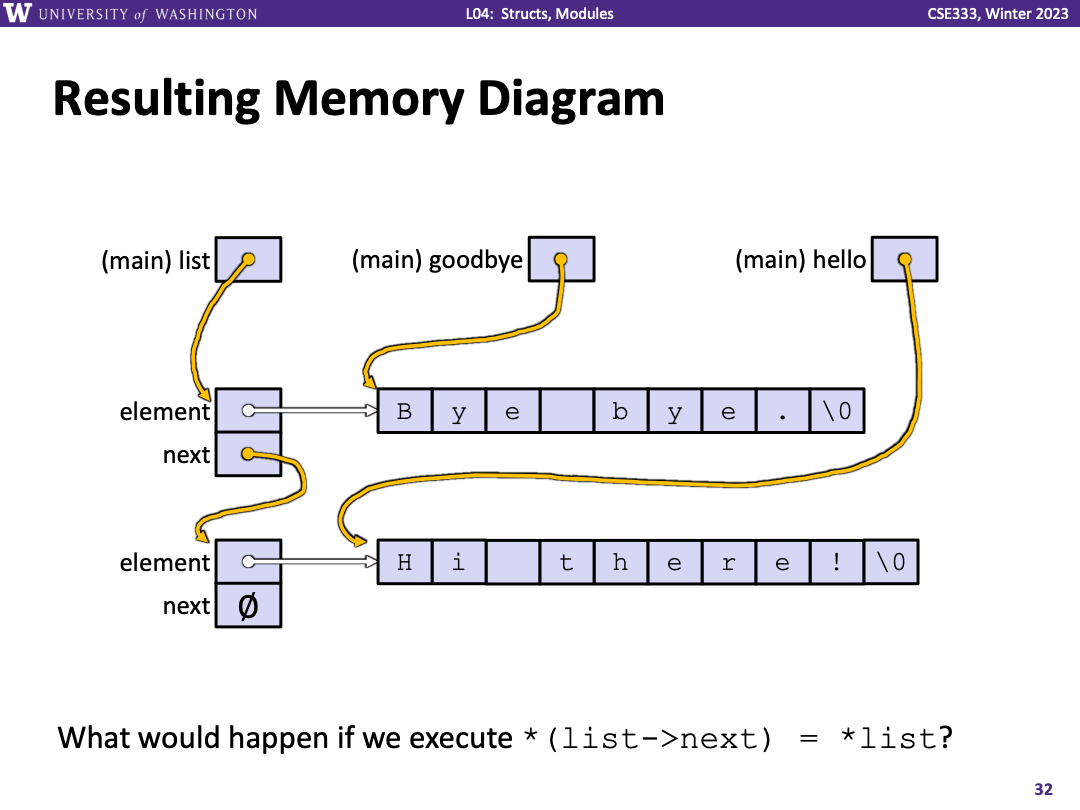 W UNIVERSITY of WASHINGTON L04: Structs, Modules CSE333, Winter 2023
Resulting Memory Diagram
(main) list (main) goodbye (main) hello
element B y e b y e . \0
next
element H i t h e r e ! \0
next Ø
What would happen if we execute *(list->next) = *list?
32